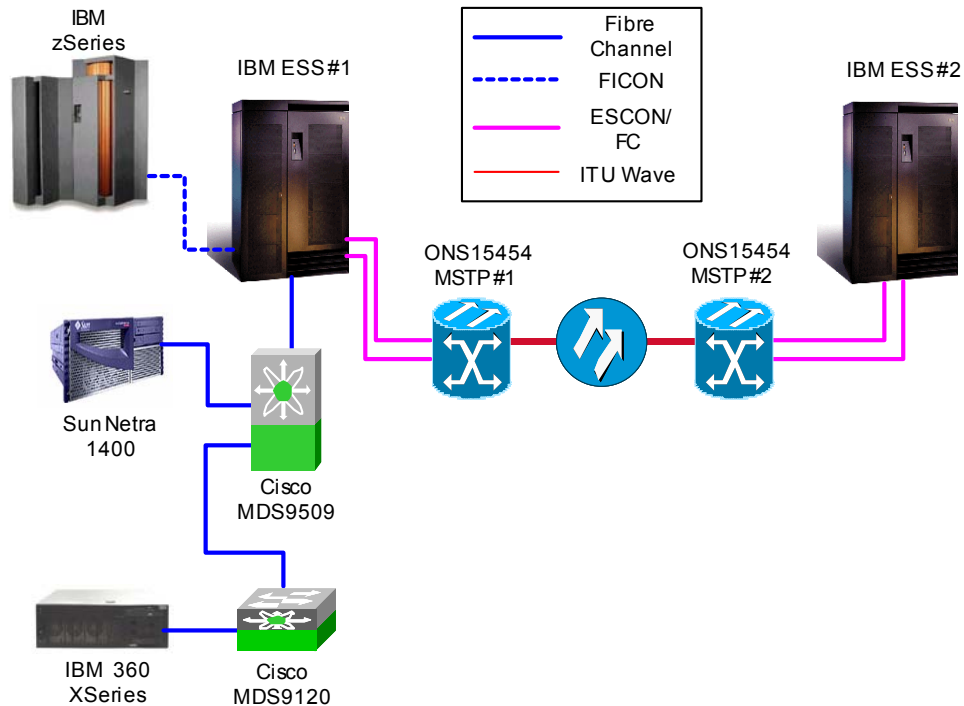 IBM
zSeries
IBM ESS #1
Fibre
Channel
FICON
ESCON/
FC
ITU Wave
IBM ESS #2
ONS15454
MSTP #1
ONS15454
MSTP #2
Sun
Sun Netra
1400
Cisco
MDS9509
IBM 360
XSeries
Cisco
MDS9120